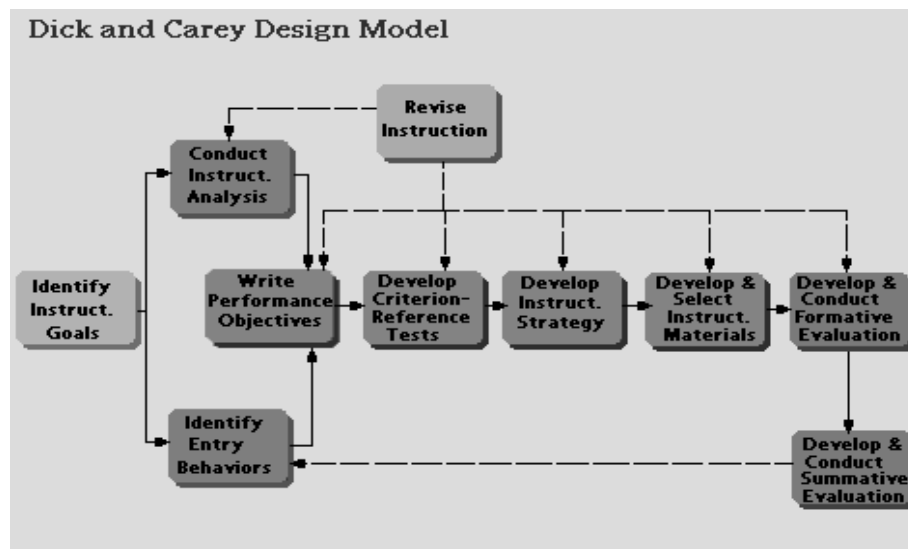 Dick and Carey Design Model
Revise
Instruction
Conduct
Instruct.
Analysis
Identify
Instruct.
Goals
Write
Performance
Objectives
Develop
Criterion-
Reference
Tests
Develop
Instruct.
Strategy
Develop &
Select
Instruct.
Materials
Develop &
Conduct
Formative
Evaluation
Identify
Entry
Behaviors
Develop &
Conduct
Summative
Evaluation